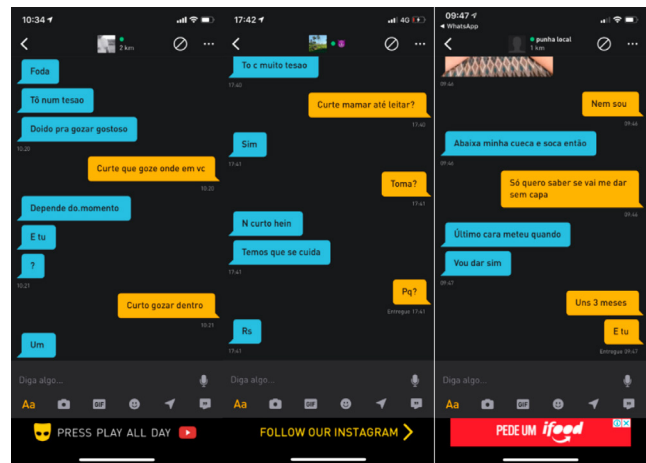 10:34
2 km
Foda
Tô num tesao
Doido pra gozar gostoso
10:20
Curte que goze onde em vc
10:20
Depende do.momento
E tu
?
10:21
Curto gozar dentro
10:21
Um
Diga algo...
Aa
GIF
PRESS PLAY ALL DAY
17:42
4G
To c muito tesao
17:40
Curte mamar até leitar?
17:40
Sim
17:41
Toma?
17:41
N curto hein
Temos que se cuida
17:41
Pq?
Entregue 17:41
Rs
17:41
Diga algo...
Aa
GIF
FOLLOW OUR INSTAGRAM
09:47
WhatsApp
punha local
1 km
09:46
Nem sou
09:46
Abaixa minha cueca e soca então
09:46
Só quero saber se vai me dar
sem capa
09:46
Último cara meteu quando
Vou dar sim
09:47
Uns 3 meses
E tu
Entregue 09:47
Diga algo...
Aa
GIF
PEDE UM ifood